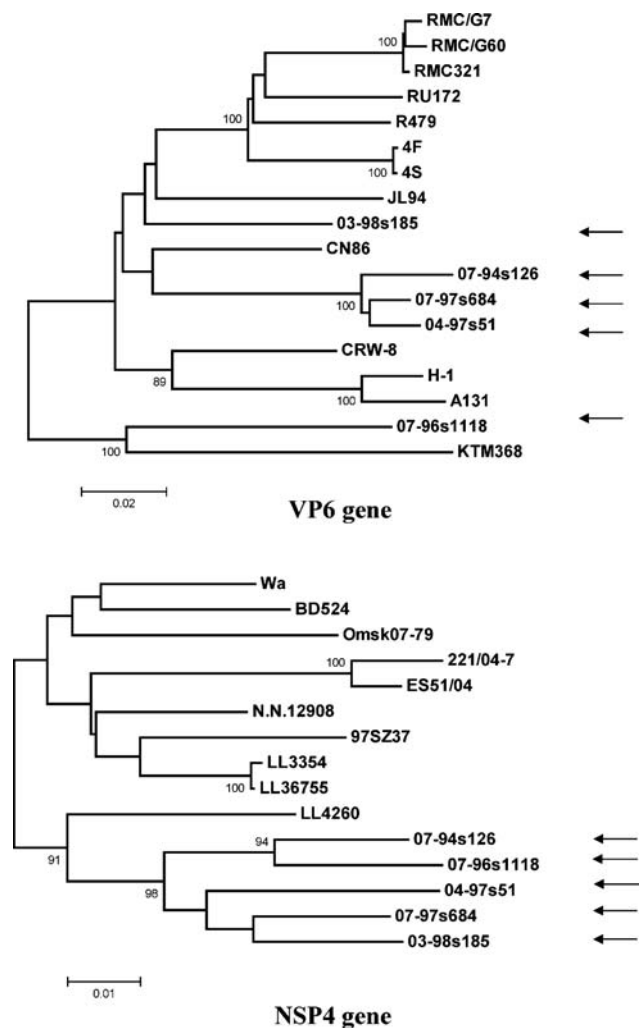 RMC/G7
100
RMC/G60
RMC321
RU172
100
R479
4F
100
4S
JL94
03-98s185
CN86
07-94s126
100
07-97s684
04-97s51
CRW-8
89
H-1
100
A131
07-96s1118
100
KTM368
0.02
VP6 gene
Wa
BD524
Omsk07-79
100
221/04-7
ES51/04
N.N.12908
97SZ37
LL3354
100
LL36755
LL4260
94
07-94s126
91
07-96s1118
98
04-97s51
07-97s684
03-98s185
0.01
NSP4 gene